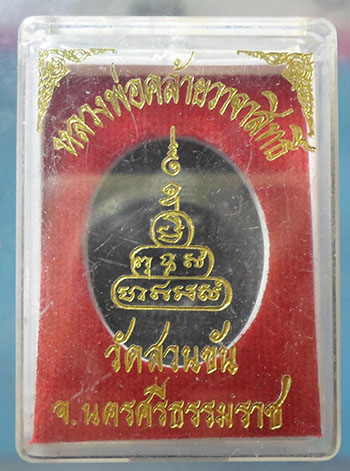 หลวงพ่อคล้ายวาจาสิทธิ์
วัดสวนขัน
จ.นครศรีธรรมราช